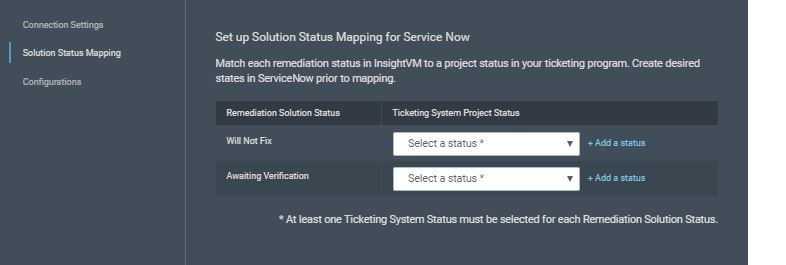 Connection Settings
Solution Status Mapping
Configurations
Set up Solution Status Mapping for Service Now
Match each remediation status in InsightVM to a project status in your ticketing program. Create desired
states in ServiceNow prior to mapping.
Remediation Solution Status Ticketing System Project Status
Will Not Fix Select a status * + Add a status
Awaiting Verification Select a status * + Add a status
* At least one Ticketing System Status must be selected for each Remediation Solution Status.